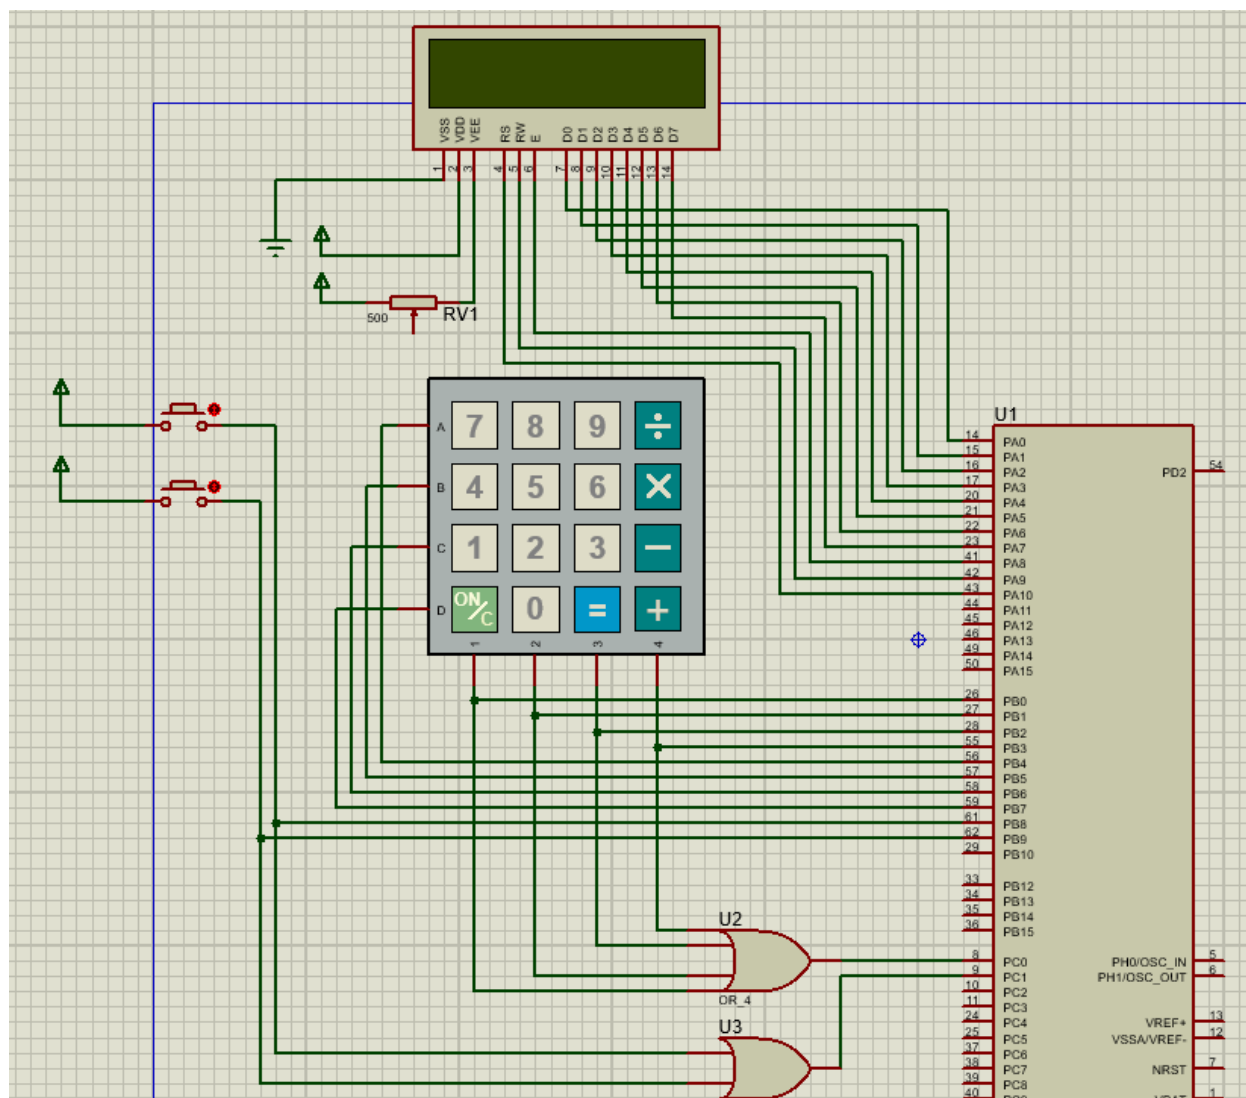 VSS VDD VEE RS RW E D0 D1 D2 D3 D4 D5 D6 D7
1 2 3 4 5 6 7 8 9 10 11 12 13 14
500
RV1
A 7 8 9 ÷
B 4 5 6 ×
C 1 2 3 −
D ON/C 0 = +
1 2 3 4
U1
14 PA0
15 PA1
16 PA2
PD2 54
17 PA3
20 PA4
21 PA5
22 PA6
23 PA7
41 PA8
42 PA9
43 PA10
44 PA11
45 PA12
46 PA13
49 PA14
50 PA15
26 PB0
27 PB1
28 PB2
55 PB3
56 PB4
57 PB5
58 PB6
59 PB7
61 PB8
62 PB9
29 PB10
33 PB12
34 PB13
35 PB14
36 PB15
U2
OR_4
8 PC0 PH0/OSC_IN 5
9 PC1 PH1/OSC_OUT 6
10 PC2
11 PC3
24 PC4 VREF+ 13
25 PC5 VSSA/VREF- 12
37 PC6
38 PC7 NRST 7
39 PC8
40
1
U3